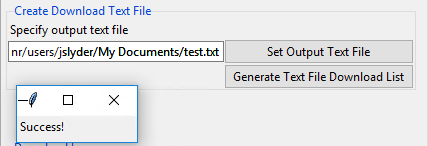 Create Download Text File
Specify output text file
nr/users/jslyder/My Documents/test.txt
Set Output Text File
Generate Text File Download List
Success!